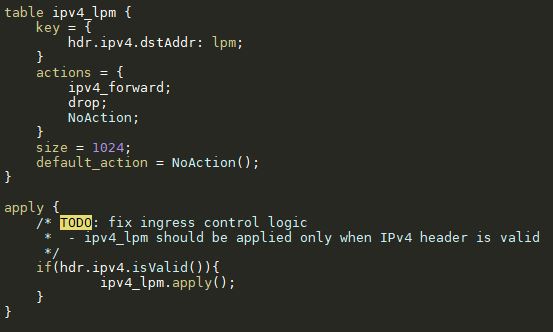 table ipv4_lpm {
    key = {
        hdr.ipv4.dstAddr: lpm;
    }
    actions = {
        ipv4_forward;
        drop;
        NoAction;
    }
    size = 1024;
    default_action = NoAction();
}

apply {
    /* TODO: fix ingress control logic
     *  - ipv4_lpm should be applied only when IPv4 header is valid
     */
    if(hdr.ipv4.isValid()){
            ipv4_lpm.apply();
    }
}